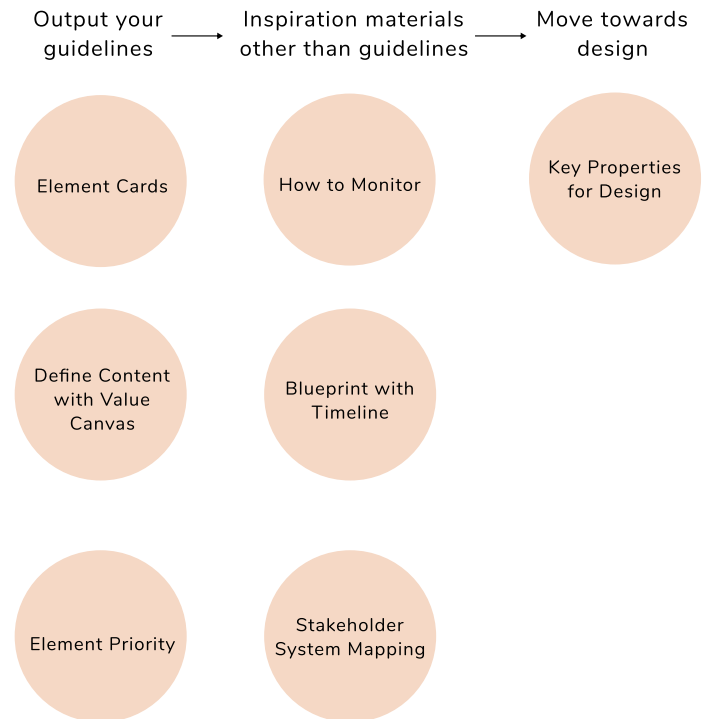 Output your
guidelines
Inspiration materials
other than guidelines
Move towards
design
Element Cards
How to Monitor
Key Properties
for Design
Define Content
with Value
Canvas
Blueprint with
Timeline
Element Priority
Stakeholder
System Mapping